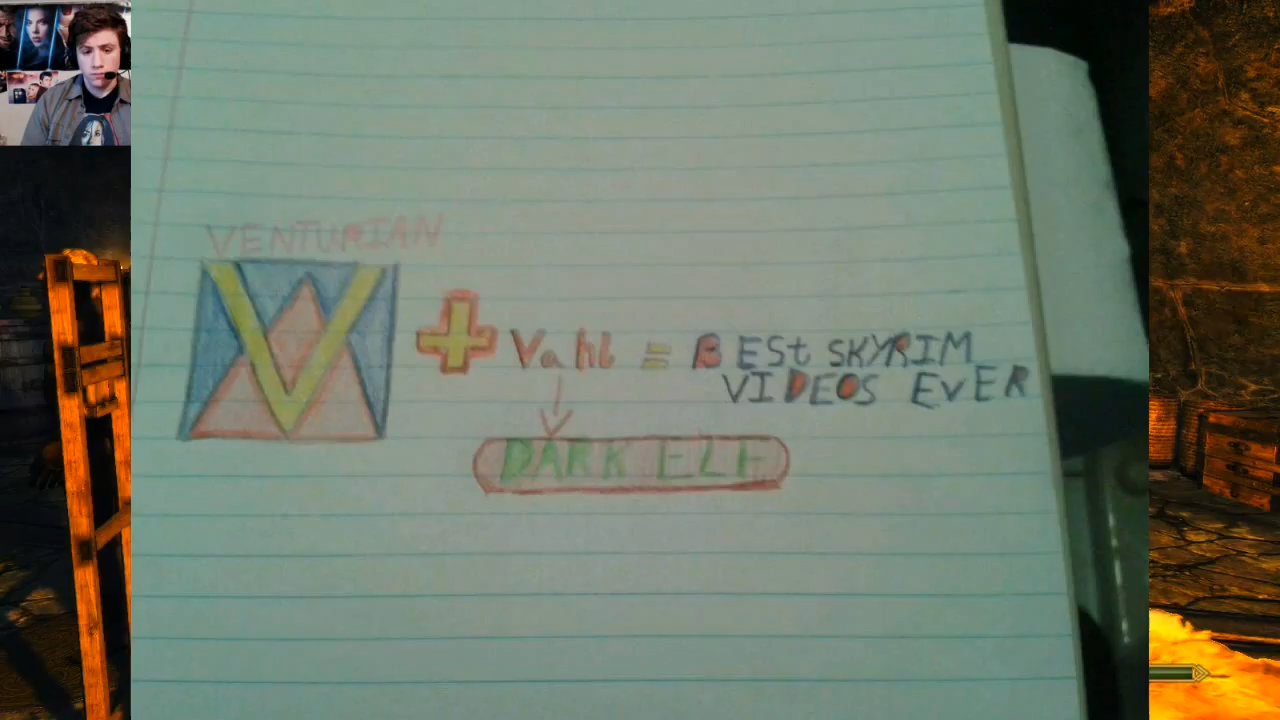 VENTURIAN
V
+ Vahl = BESt SKYRIM
VIDEOS EVER
DARK ELF